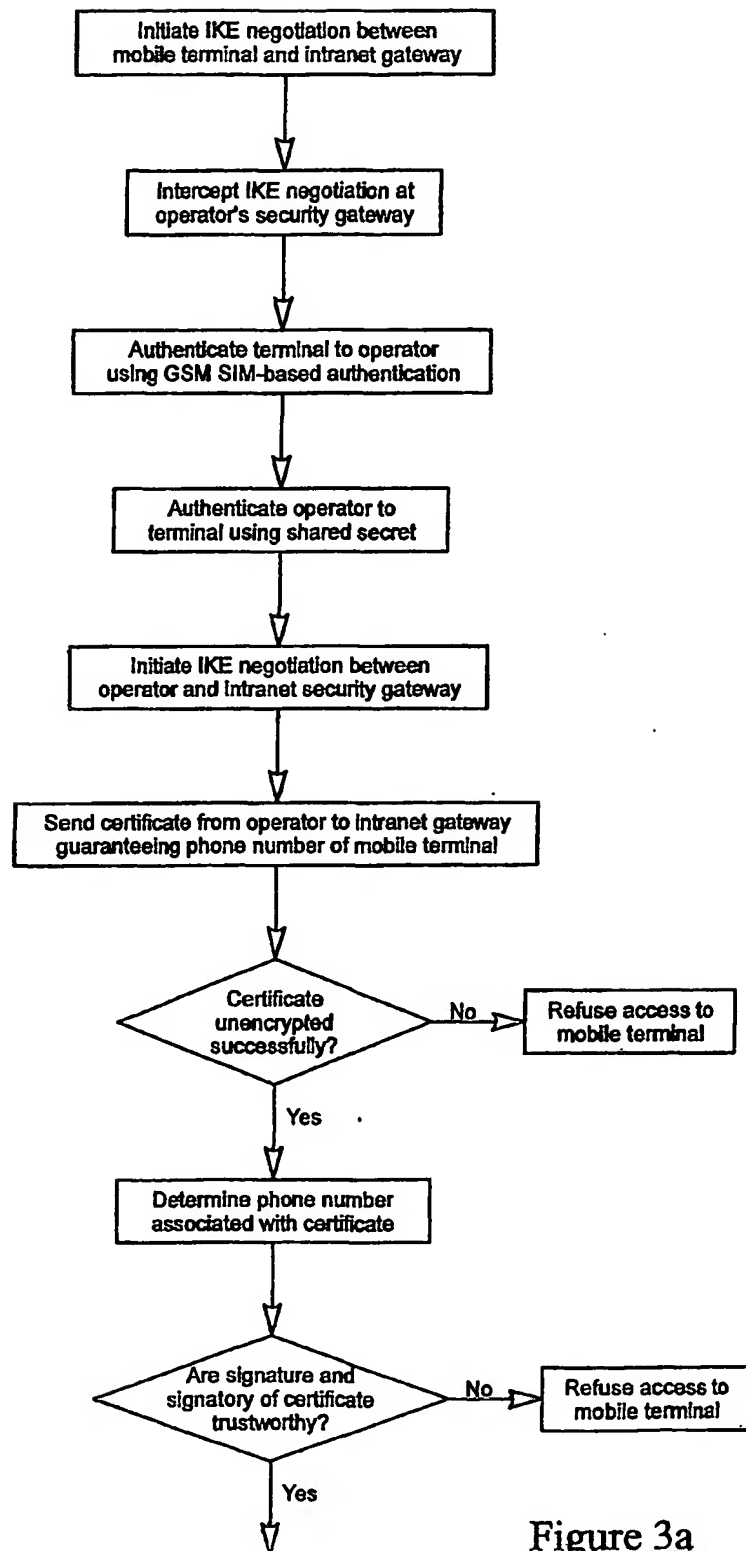 Initiate IKE negotiation between
mobile terminal and intranet gateway
Intercept IKE negotiation at
operator's security gateway
Authenticate terminal to operator
using GSM SIM-based authentication
Authenticate operator to
terminal using shared secret
Initiate IKE negotiation between
operator and intranet security gateway
Send certificate from operator to intranet gateway
guaranteeing phone number of mobile terminal
Certificate
unencrypted
successfully?
No
Refuse access to
mobile terminal
Yes
Determine phone number
associated with certificate
Are signature and
signatory of certificate
trustworthy?
No
Refuse access to
mobile terminal
Yes
Figure 3a